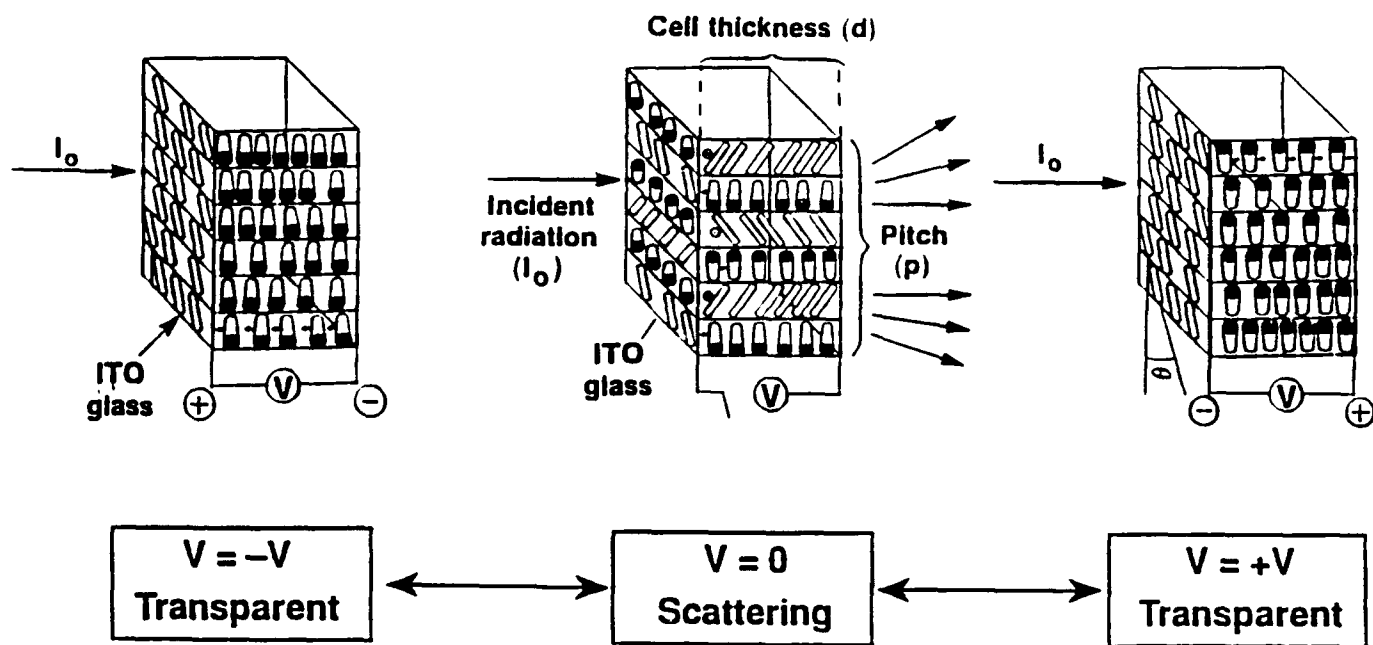 Cell thickness (d)
I₀
ITO
glass
+
V
−
Incident
radiation
(I₀)
ITO
glass
V
Pitch
(p)
I₀
θ
−
V
+
V = −V
Transparent
V = 0
Scattering
V = +V
Transparent